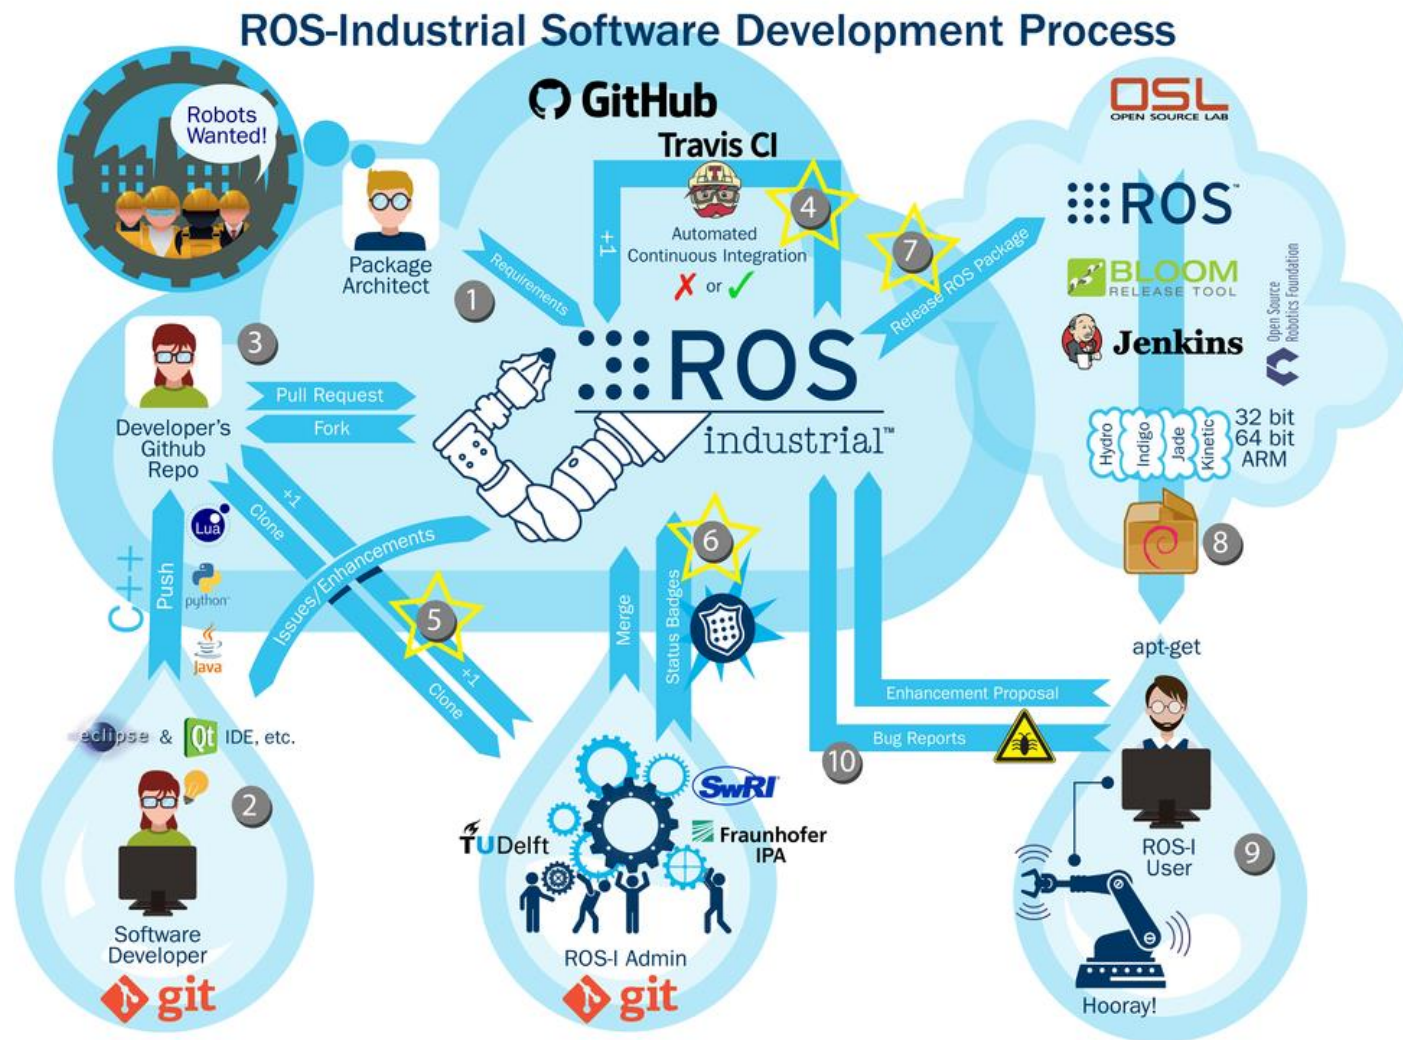 ROS-Industrial Software Development Process
Robots
Wanted!
Package
Architect
GitHub
Travis CI
Automated
Continuous Integration
✗ or ✓
+1
4
7
1
Requirements
Release ROS Package
OSL
OPEN SOURCE LAB
ROS™
BLOOM
RELEASE TOOL
Jenkins
Open Source
Robotics Foundation
Hydro
Indigo
Jade
Kinetic
32 bit
64 bit
ARM
8
apt-get
3
Developer's
Github
Repo
Pull Request
Fork
ROS
industrial™
+1
Clone
Issues/Enhancements
5
+1
Clone
C++
Push
Lua
python
Java
Merge
Status Badges
6
Enhancement Proposal
Bug Reports
10
eclipse & Qt IDE, etc.
2
Software
Developer
git
SwRI
TUDelft
Fraunhofer
IPA
ROS-I Admin
git
ROS-I
User
9
Hooray!